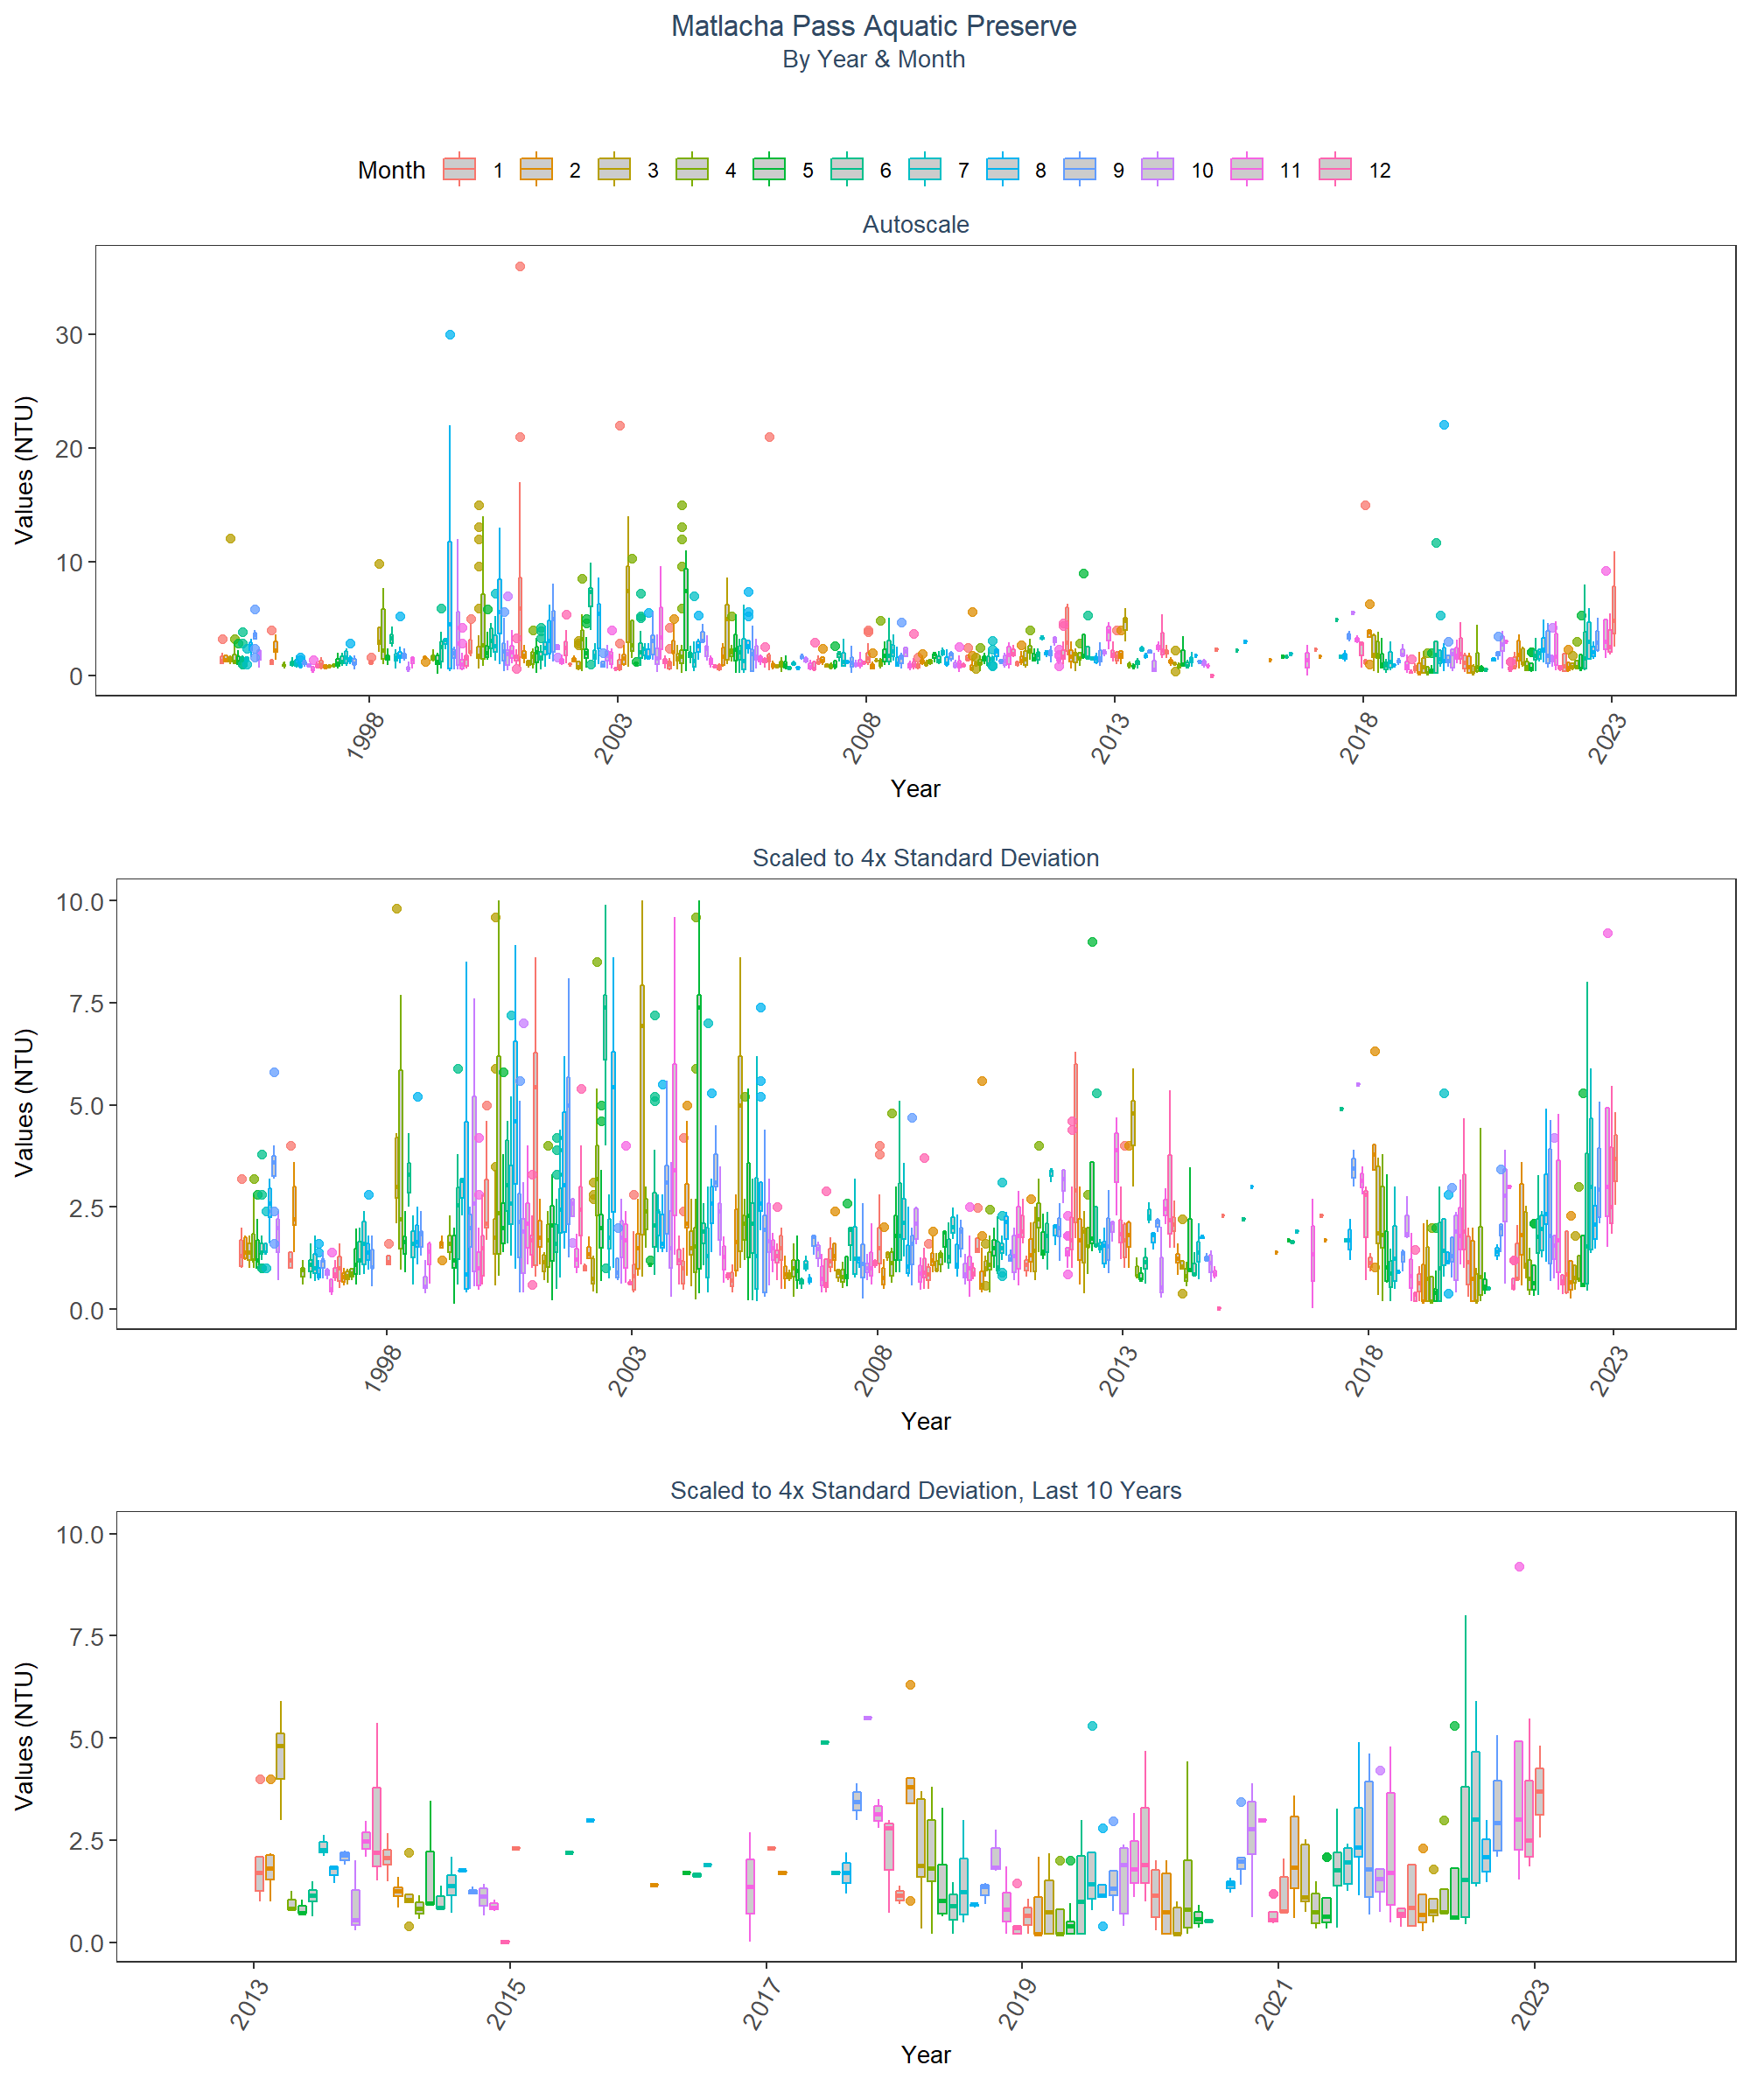 Matlacha Pass Aquatic Preserve
By Year & Month
Month 1 2 3 4 5 6 7 8 9 10 11 12
Autoscale
Values (NTU)
30
20
10
0
1998 2003 2008 2013 2018 2023
Year
Scaled to 4x Standard Deviation
Values (NTU)
10.0
7.5
5.0
2.5
0.0
1998 2003 2008 2013 2018 2023
Year
Scaled to 4x Standard Deviation, Last 10 Years
Values (NTU)
10.0
7.5
5.0
2.5
0.0
2013 2015 2017 2019 2021 2023
Year